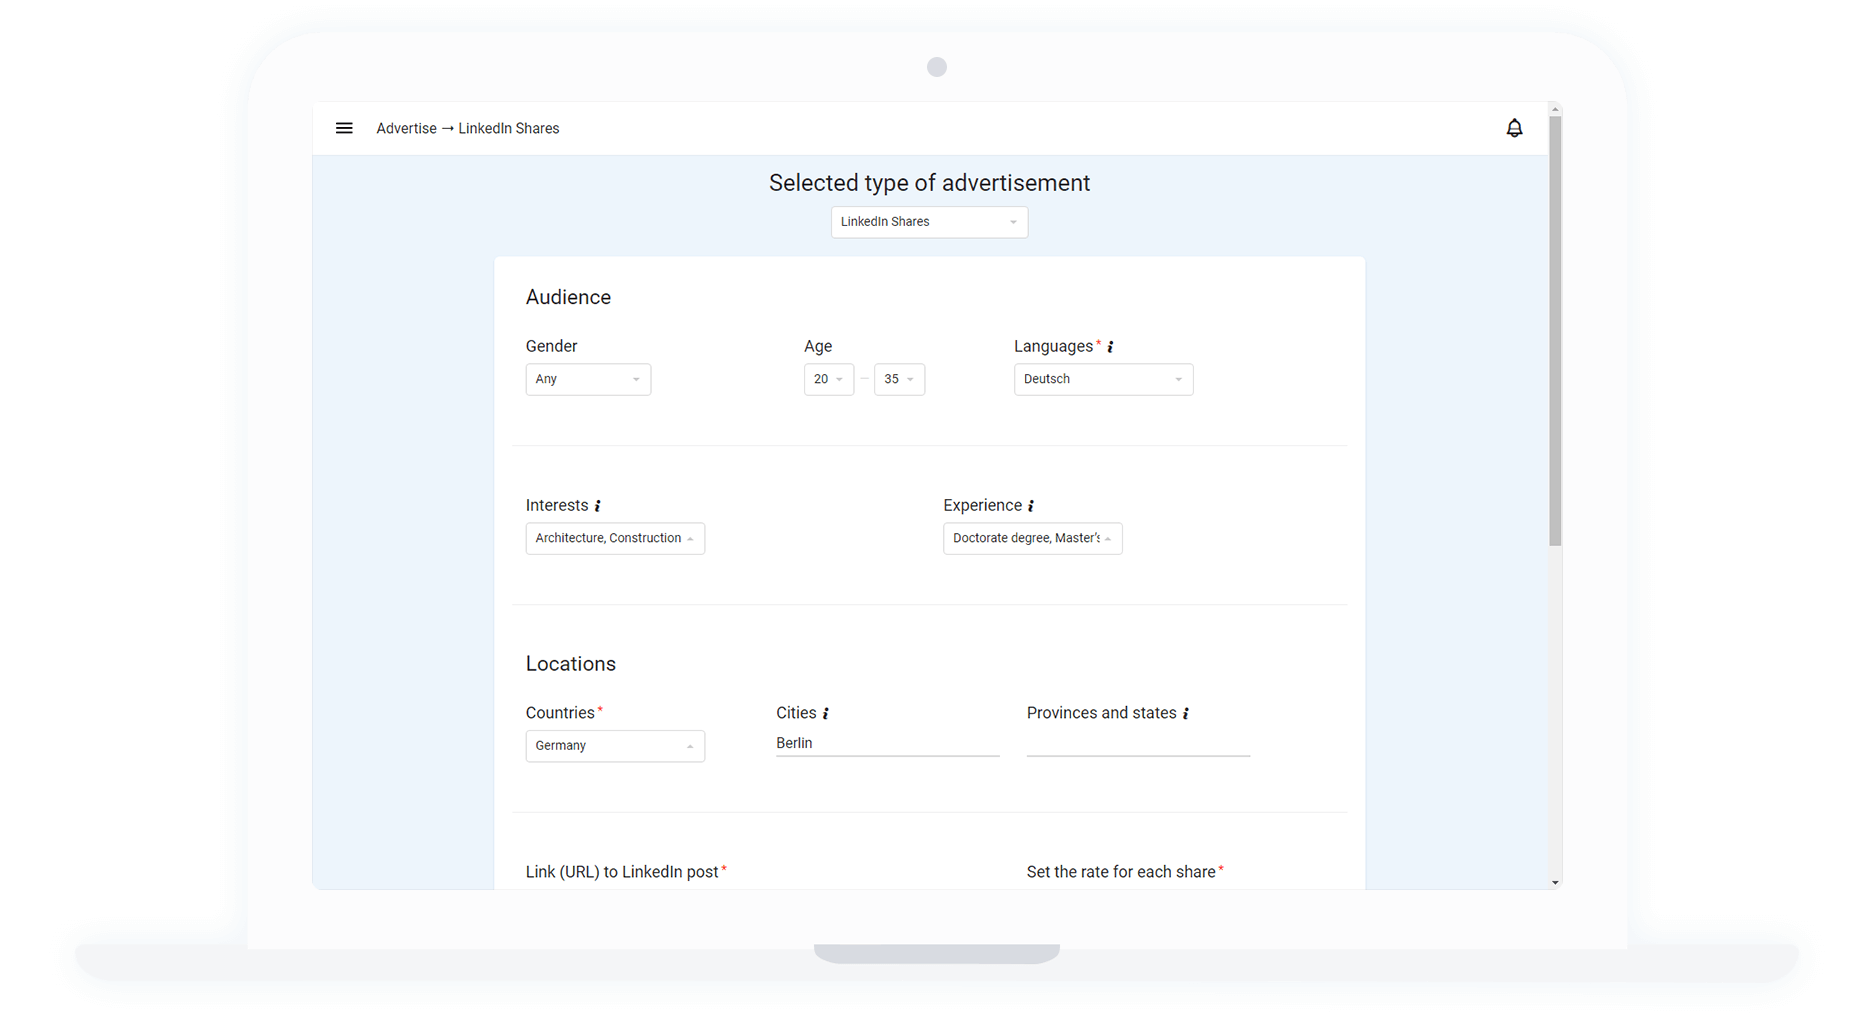 Advertise → LinkedIn Shares
Selected type of advertisement
LinkedIn Shares
Audience
Gender Age Languages*
Any 20 – 35 Deutsch
Interests Experience
Architecture, Construction Doctorate degree, Master's
Locations
Countries* Cities Provinces and states
Germany Berlin
Link (URL) to LinkedIn post* Set the rate for each share*